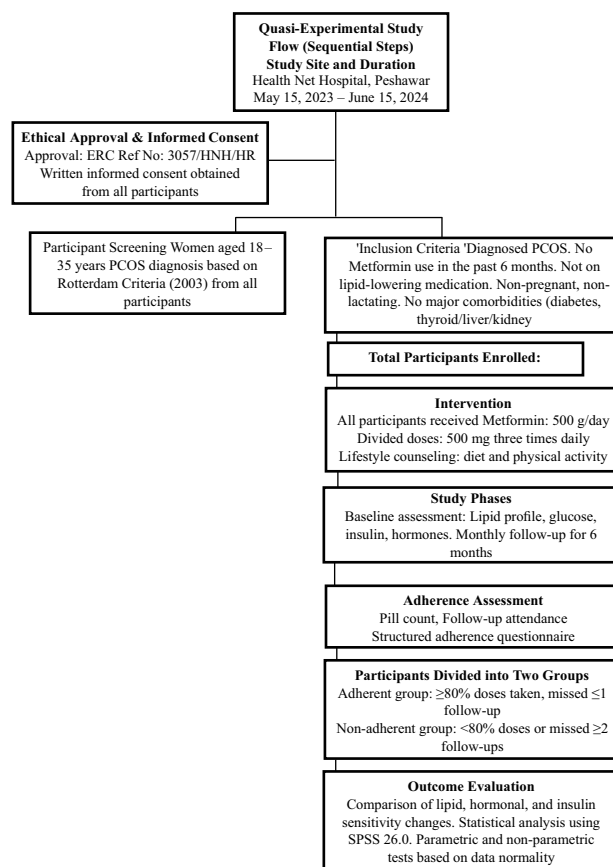 Quasi-Experimental Study
Flow (Sequential Steps)
Study Site and Duration
Health Net Hospital, Peshawar
May 15, 2023 – June 15, 2024
Ethical Approval & Informed Consent
Approval: ERC Ref No: 3057/HNH/HR
Written informed consent obtained
from all participants
Participant Screening Women aged 18–
35 years PCOS diagnosis based on
Rotterdam Criteria (2003) from all
participants
'Inclusion Criteria 'Diagnosed PCOS. No
Metformin use in the past 6 months. Not on
lipid-lowering medication. Non-pregnant, non-
lactating. No major comorbidities (diabetes,
thyroid/liver/kidney
Total Participants Enrolled:
Intervention
All participants received Metformin: 500 g/day
Divided doses: 500 mg three times daily
Lifestyle counseling: diet and physical activity
Study Phases
Baseline assessment: Lipid profile, glucose,
insulin, hormones. Monthly follow-up for 6
months
Adherence Assessment
Pill count, Follow-up attendance
Structured adherence questionnaire
Participants Divided into Two Groups
Adherent group: ≥80% doses taken, missed ≤1
follow-up
Non-adherent group: <80% doses or missed ≥2
follow-ups
Outcome Evaluation
Comparison of lipid, hormonal, and insulin
sensitivity changes. Statistical analysis using
SPSS 26.0. Parametric and non-parametric
tests based on data normality